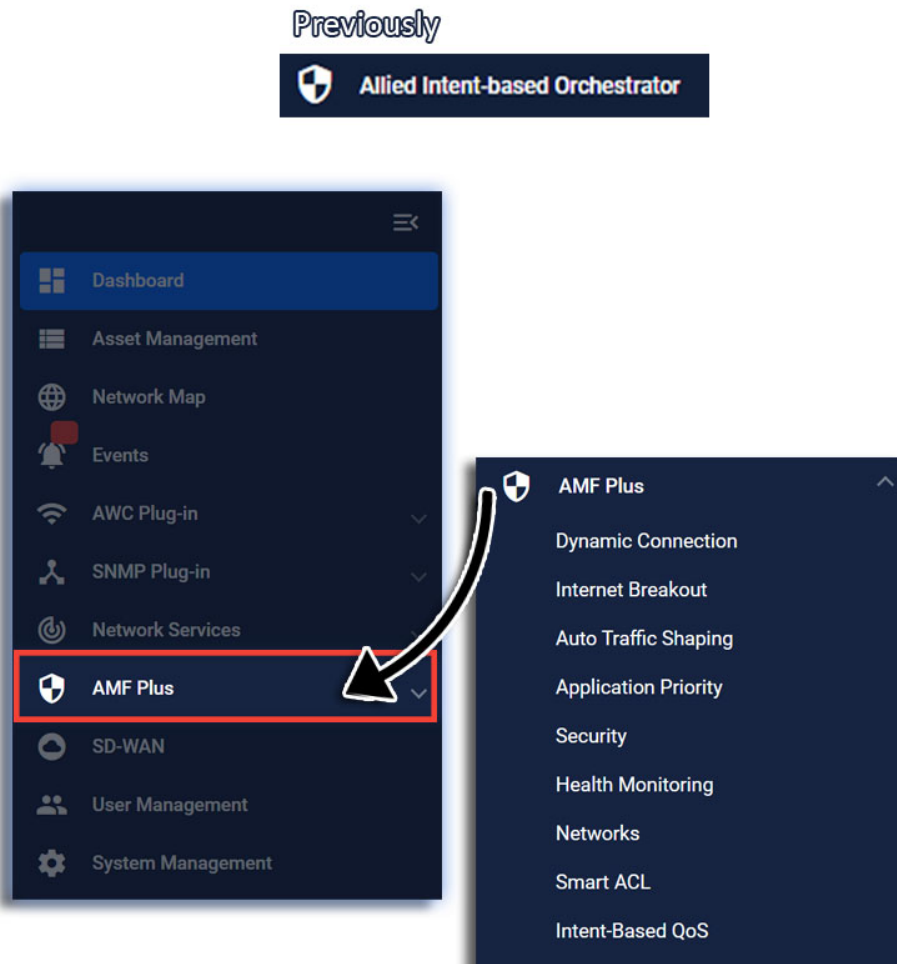 Previously
Allied Intent-based Orchestrator
Dashboard
Asset Management
Network Map
Events
AWC Plug-in
SNMP Plug-in
Network Services
AMF Plus
SD-WAN
User Management
System Management
AMF Plus
Dynamic Connection
Internet Breakout
Auto Traffic Shaping
Application Priority
Security
Health Monitoring
Networks
Smart ACL
Intent-Based QoS